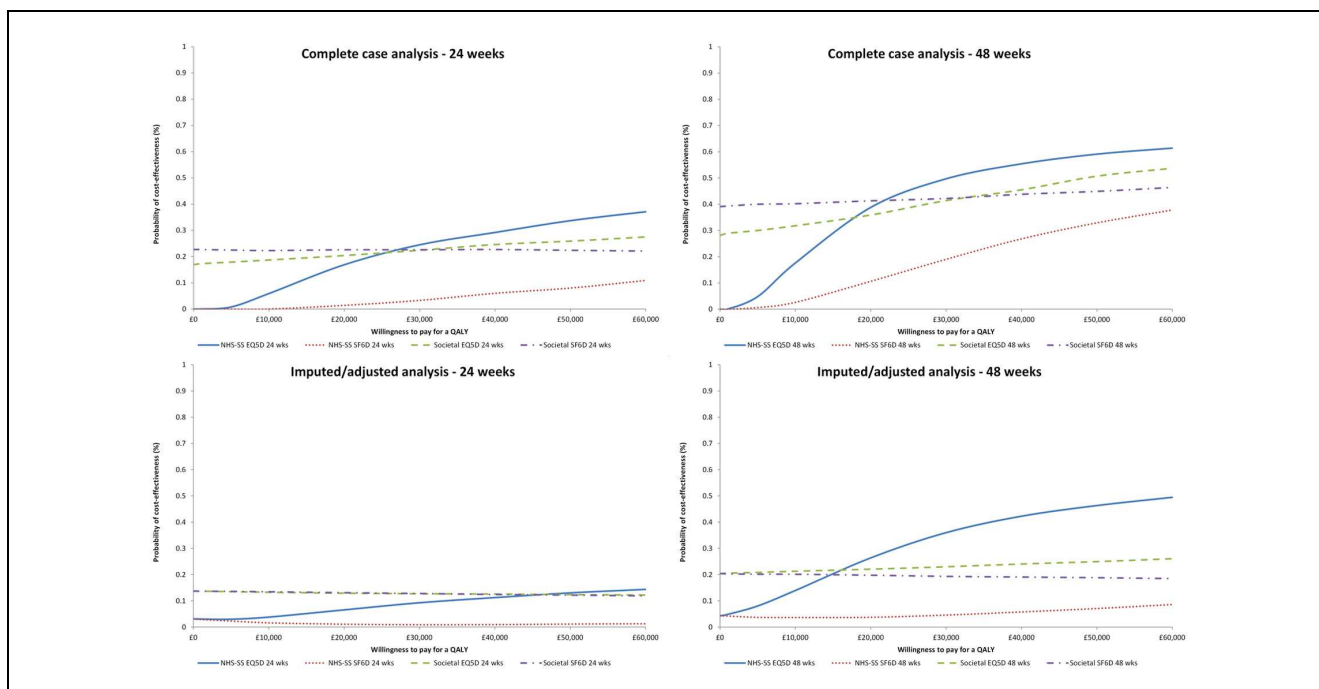 Complete case analysis - 24 weeks
Probability of cost-effectiveness (%)
1
0.9
0.8
0.7
0.6
0.5
0.4
0.3
0.2
0.1
0
£0 £10,000 £20,000 £30,000 £40,000 £50,000 £60,000
Willingness to pay for a QALY
NHS-SS EQ5D 24 wks NHS-SS SF6D 24 wks Societal EQ5D 24 wks Societal SF6D 24 wks
Complete case analysis - 48 weeks
Probability of cost-effectiveness (%)
1
0.9
0.8
0.7
0.6
0.5
0.4
0.3
0.2
0.1
0
£0 £10,000 £20,000 £30,000 £40,000 £50,000 £60,000
Willingness to pay for a QALY
NHS-SS EQ5D 48 wks NHS-SS SF6D 48 wks Societal EQ5D 48 wks Societal SF6D 48 wks
Imputed/adjusted analysis - 24 weeks
Probability of cost-effectiveness (%)
1
0.9
0.8
0.7
0.6
0.5
0.4
0.3
0.2
0.1
0
£0 £10,000 £20,000 £30,000 £40,000 £50,000 £60,000
Willingness to pay for a QALY
NHS-SS EQ5D 24 wks NHS-SS SF6D 24 wks Societal EQ5D 24 wks Societal SF6D 24 wks
Imputed/adjusted analysis - 48 weeks
Probability of cost-effectiveness (%)
1
0.9
0.8
0.7
0.6
0.5
0.4
0.3
0.2
0.1
0
£0 £10,000 £20,000 £30,000 £40,000 £50,000 £60,000
Willingness to pay for a QALY
NHS-SS EQ5D 48 wks NHS-SS SF6D 48 wks Societal EQ5D 48 wks Societal SF6D 48 wks